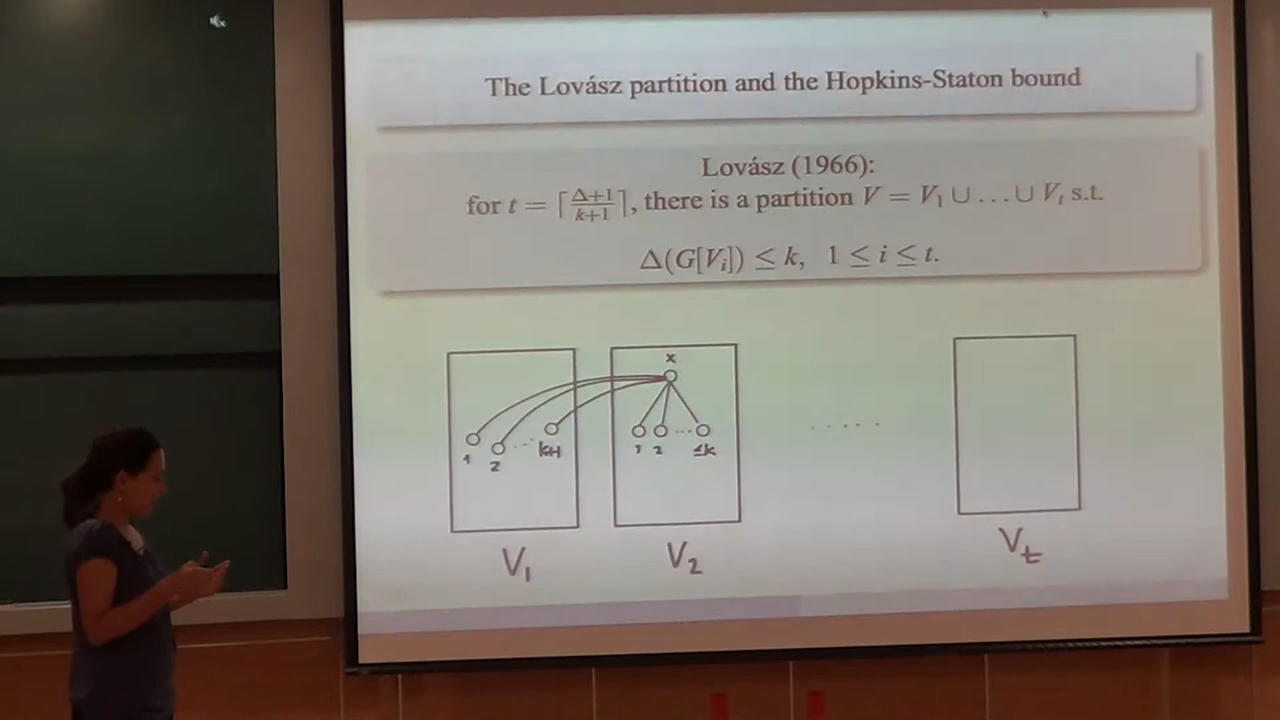 The Lovász partition and the Hopkins-Staton bound
Lovász (1966):
for t = ⌈(Δ+1)/(k+1)⌉, there is a partition V = V₁ ∪ … ∪ Vₜ s.t.
Δ(G[Vᵢ]) ≤ k, 1 ≤ i ≤ t.
x
1 2 ... k+1
1 2 ... ≤k
. . . . .
V₁ V₂ Vₜ